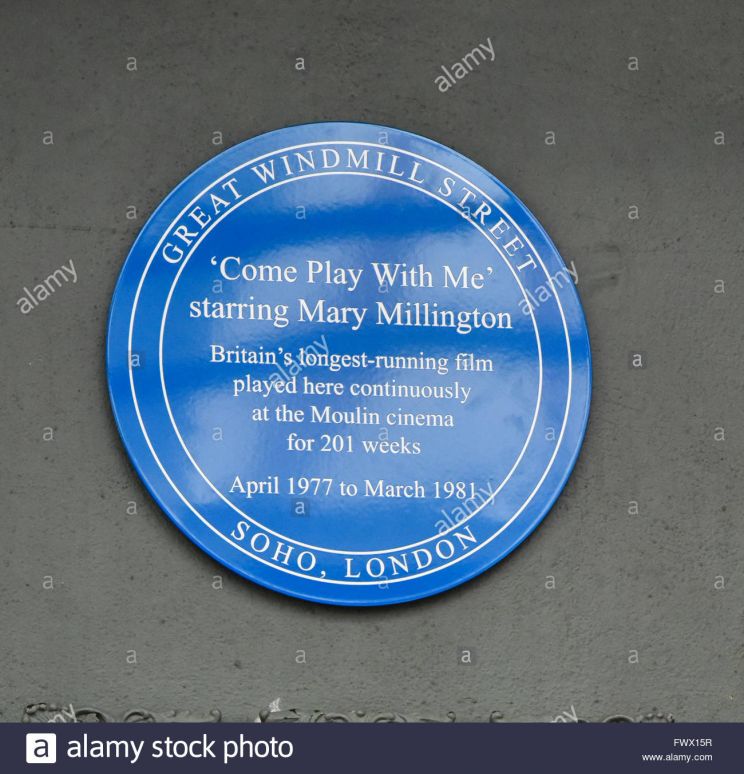 GREAT WINDMILL STREET
'Come Play With Me'
starring Mary Millington
Britain's longest-running film
played here continuously
at the Moulin cinema
for 201 weeks
April 1977 to March 1981
SOHO, LONDON
alamy
a alamy stock photo
FWX15R
www.alamy.com